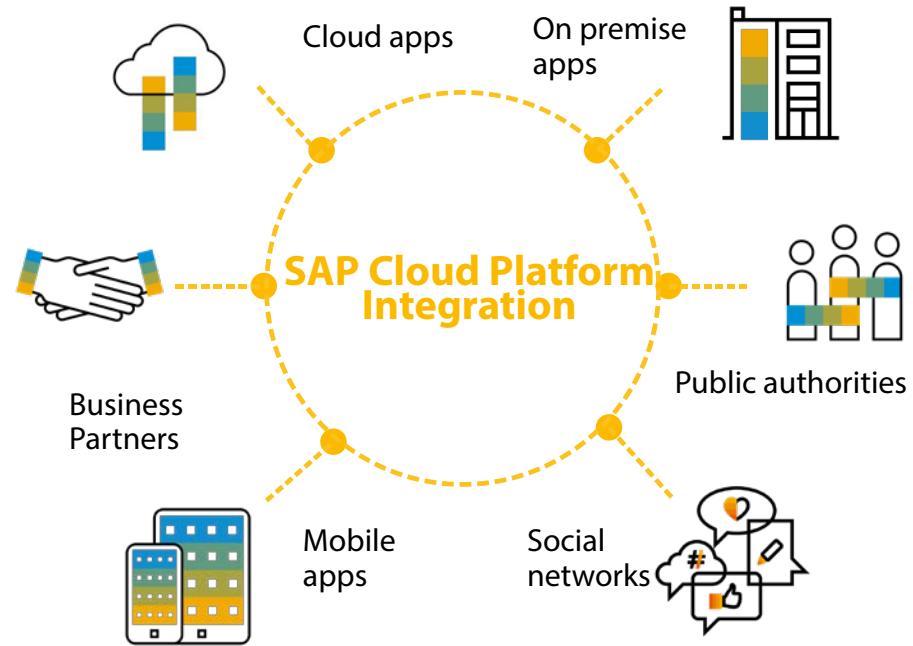 Cloud apps
On premise
apps
SAP Cloud Platform
Integration
Public authorities
Business
Partners
Mobile
apps
Social
networks
#